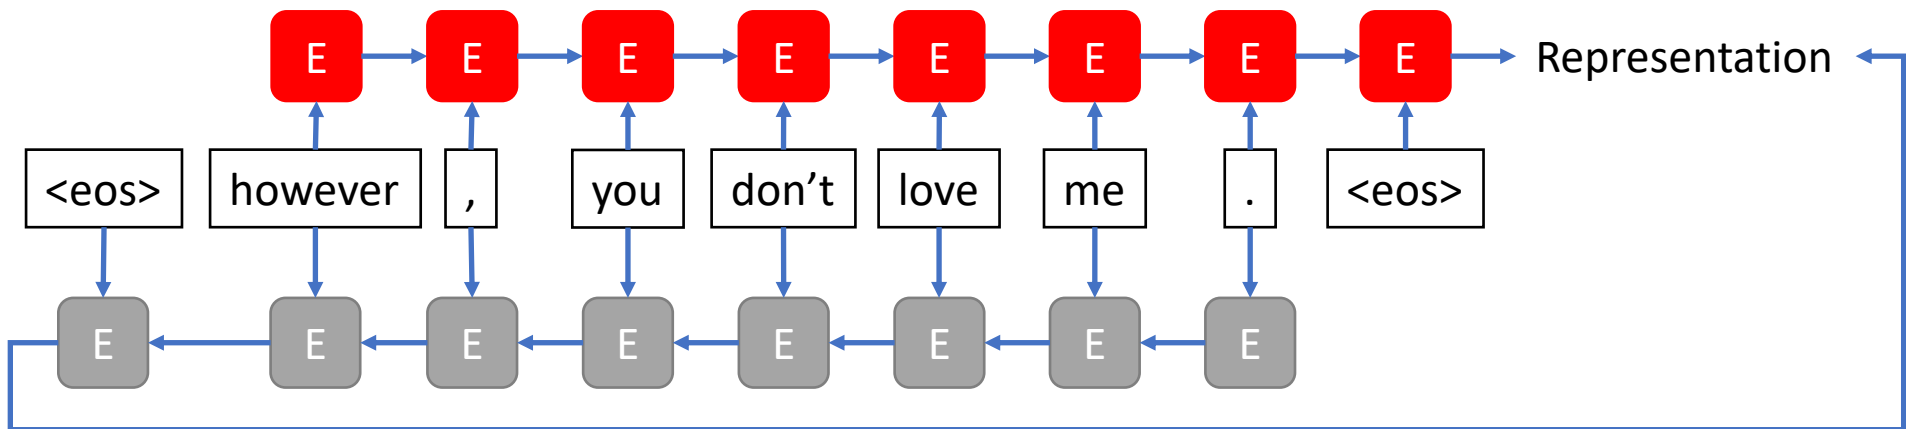 E E E E E E E E Representation
<eos> however , you don’t love me . <eos>
E E E E E E E E